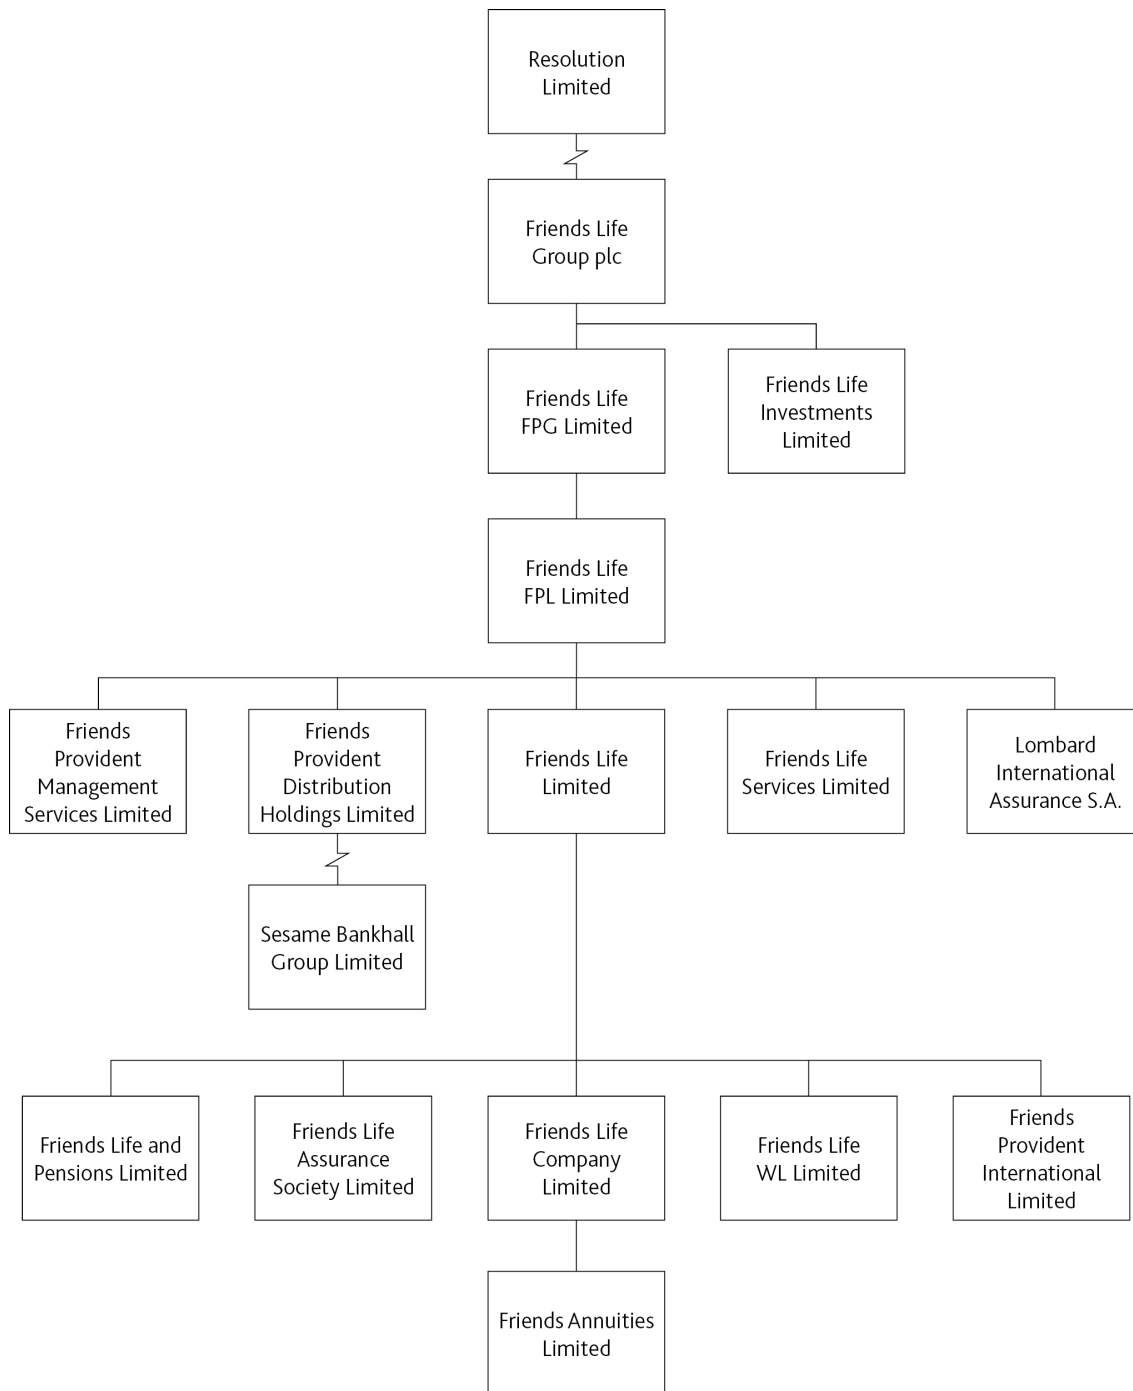 Resolution
Limited
Friends Life
Group plc
Friends Life
FPG Limited
Friends Life
Investments
Limited
Friends Life
FPL Limited
Friends
Provident
Management
Services Limited
Friends
Provident
Distribution
Holdings Limited
Friends Life
Limited
Friends Life
Services Limited
Lombard
International
Assurance S.A.
Sesame Bankhall
Group Limited
Friends Life and
Pensions Limited
Friends Life
Assurance
Society Limited
Friends Life
Company
Limited
Friends Life
WL Limited
Friends
Provident
International
Limited
Friends Annuities
Limited